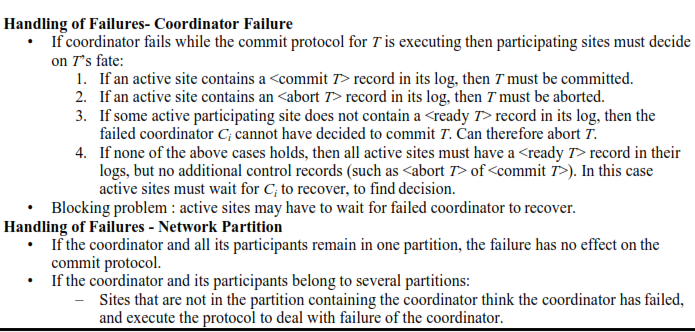 Handling of Failures- Coordinator Failure
• If coordinator fails while the commit protocol for T is executing then participating sites must decide
on T's fate:
1. If an active site contains a <commit T> record in its log, then T must be committed.
2. If an active site contains an <abort T> record in its log, then T must be aborted.
3. If some active participating site does not contain a <ready T> record in its log, then the
failed coordinator Ci cannot have decided to commit T. Can therefore abort T.
4. If none of the above cases holds, then all active sites must have a <ready T> record in their
logs, but no additional control records (such as <abort T> of <commit T>). In this case
active sites must wait for Ci to recover, to find decision.
• Blocking problem : active sites may have to wait for failed coordinator to recover.
Handling of Failures - Network Partition
• If the coordinator and all its participants remain in one partition, the failure has no effect on the
commit protocol.
• If the coordinator and its participants belong to several partitions:
– Sites that are not in the partition containing the coordinator think the coordinator has failed,
and execute the protocol to deal with failure of the coordinator.